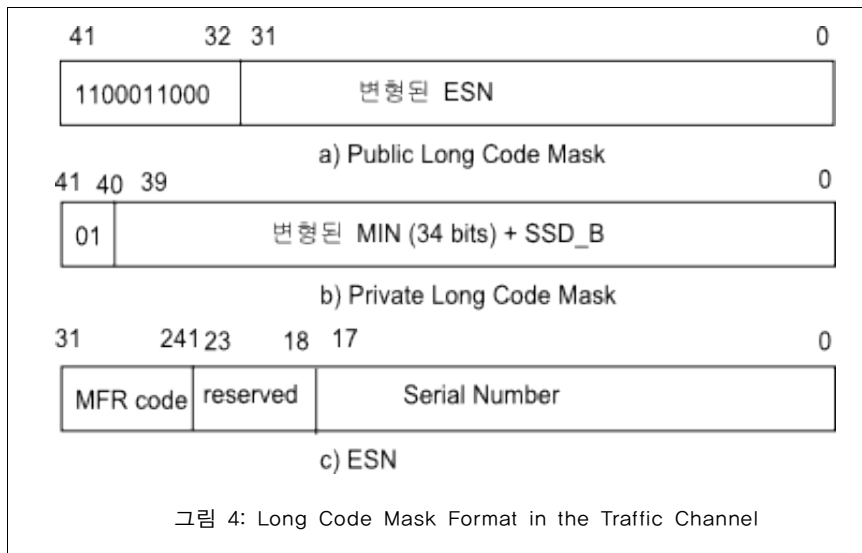 41 32 31 0
1100011000 변형된 ESN
a) Public Long Code Mask
41 40 39 0
01 변형된 MIN (34 bits) + SSD_B
b) Private Long Code Mask
31 241 23 18 17 0
MFR code reserved Serial Number
c) ESN
그림 4: Long Code Mask Format in the Traffic Channel